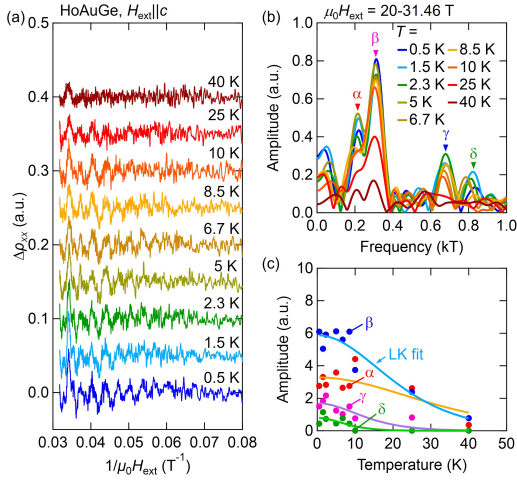 (a) HoAuGe, H_ext||c
0.5
0.4
0.3
0.2
0.1
0.0
Δρ_xx (a.u.)
40 K
25 K
10 K
8.5 K
6.7 K
5 K
2.3 K
1.5 K
0.5 K
0.03 0.04 0.05 0.06 0.07 0.08
1/μ₀H_ext (T⁻¹)
(b) μ₀H_ext = 20-31.46 T
1.0
0.8
0.6
0.4
0.2
0.0
Amplitude (a.u.)
α
β
γ
δ
T =
0.5 K 8.5 K
1.5 K 10 K
2.3 K 25 K
5 K 40 K
6.7 K
0.0 0.2 0.4 0.6 0.8 1.0
Frequency (kT)
(c)
10
8
6
4
2
0
Amplitude (a.u.)
β
LK fit
α
γ
δ
0 10 20 30 40 50
Temperature (K)